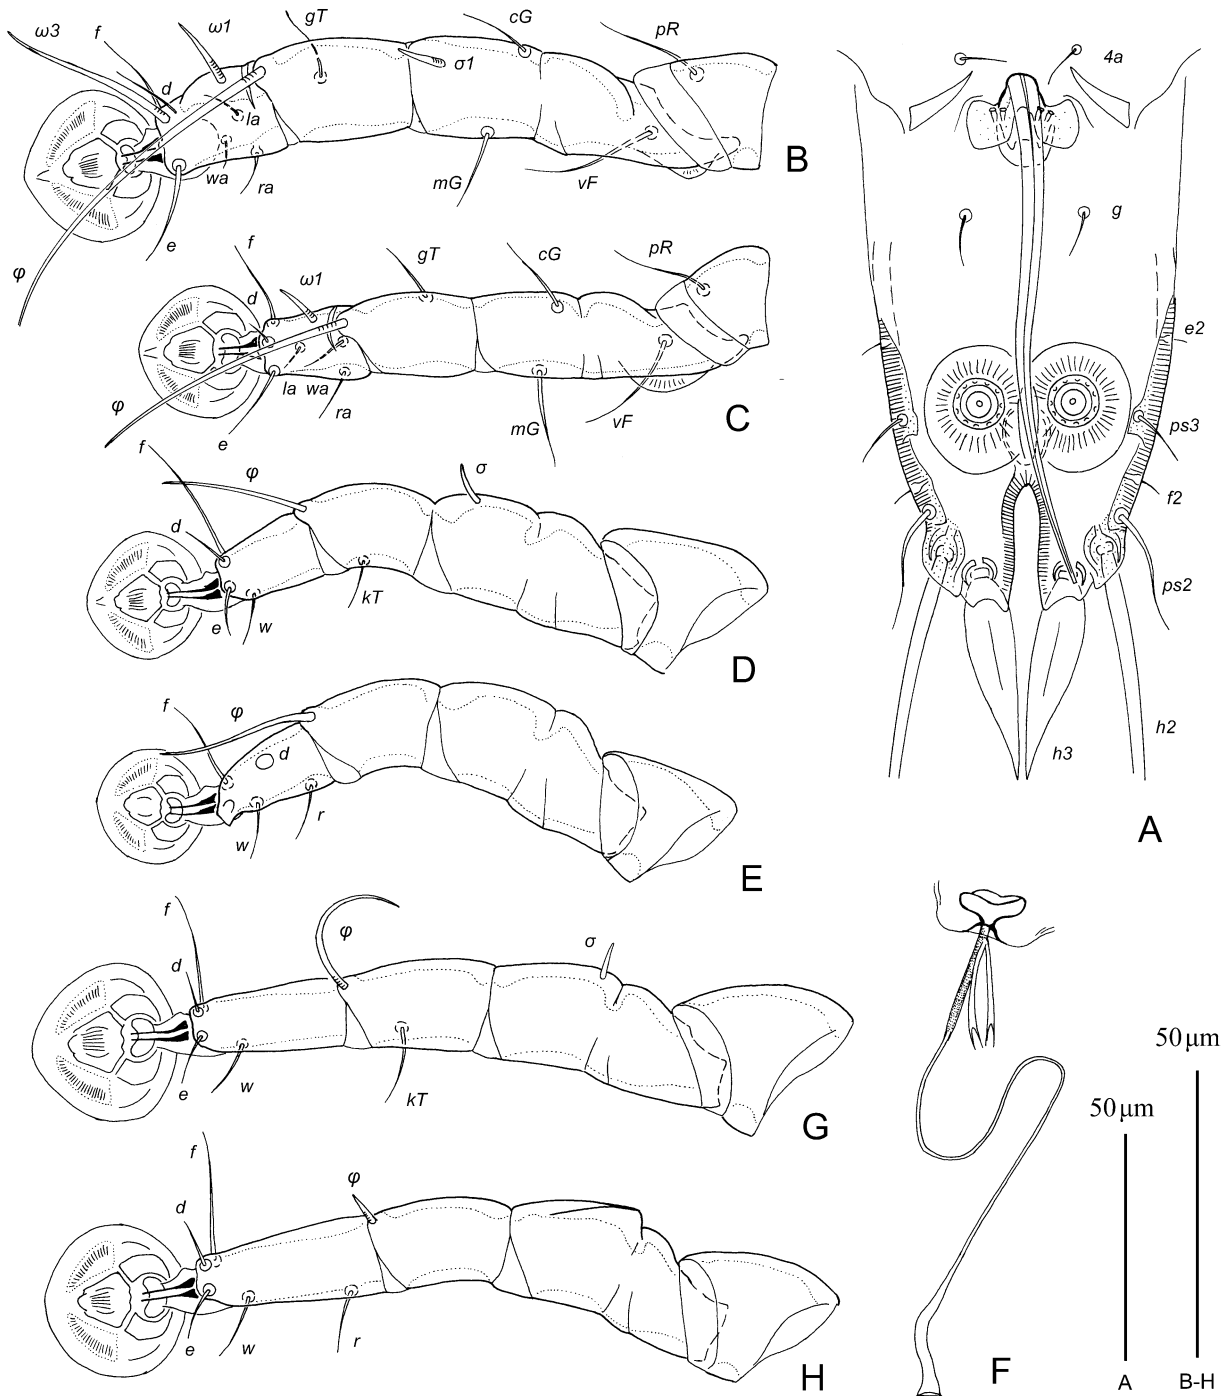 ω3
f
ω1
gT
cG
pR
d
σ1
la
wa
ra
mG
vF
e
φ
B
f
ω1
gT
cG
pR
d
la
wa
ra
φ
e
mG
vF
C
f
φ
σ
d
e
w
kT
D
f
φ
d
w
r
E
f
φ
σ
d
e
w
kT
G
f
φ
d
e
w
r
H
4a
g
e2
ps3
f2
ps2
h2
h3
A
F
50 μm
A
50 μm
B-H